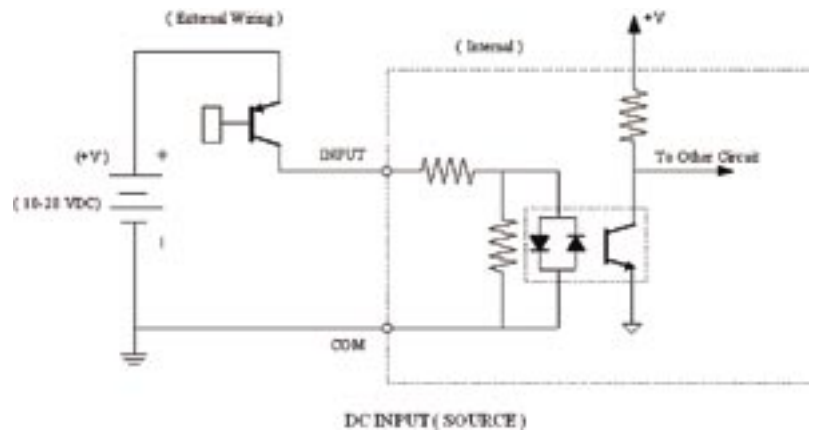 ( External Wiring )
+V
( Internal )
(+V)
+
INPUT
To Other Circuit
( 10-28 VDC)
-
COM
DC INPUT ( SOURCE )